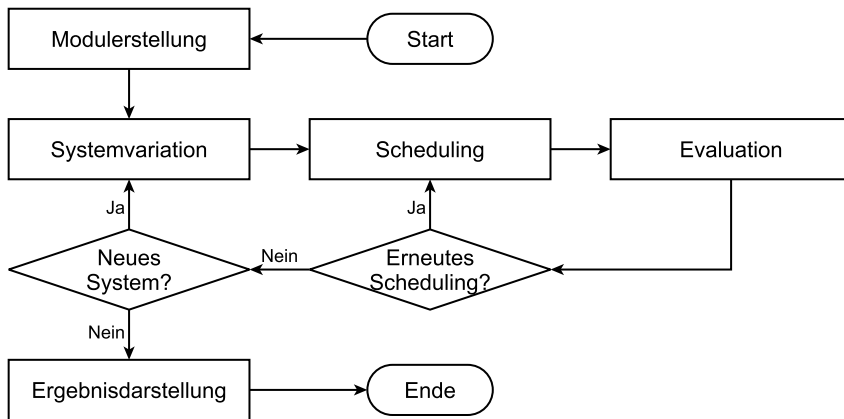 Modulerstellung
Start
Systemvariation
Scheduling
Evaluation
Ja
Ja
Neues
System?
Nein
Erneutes
Scheduling?
Nein
Ergebnisdarstellung
Ende